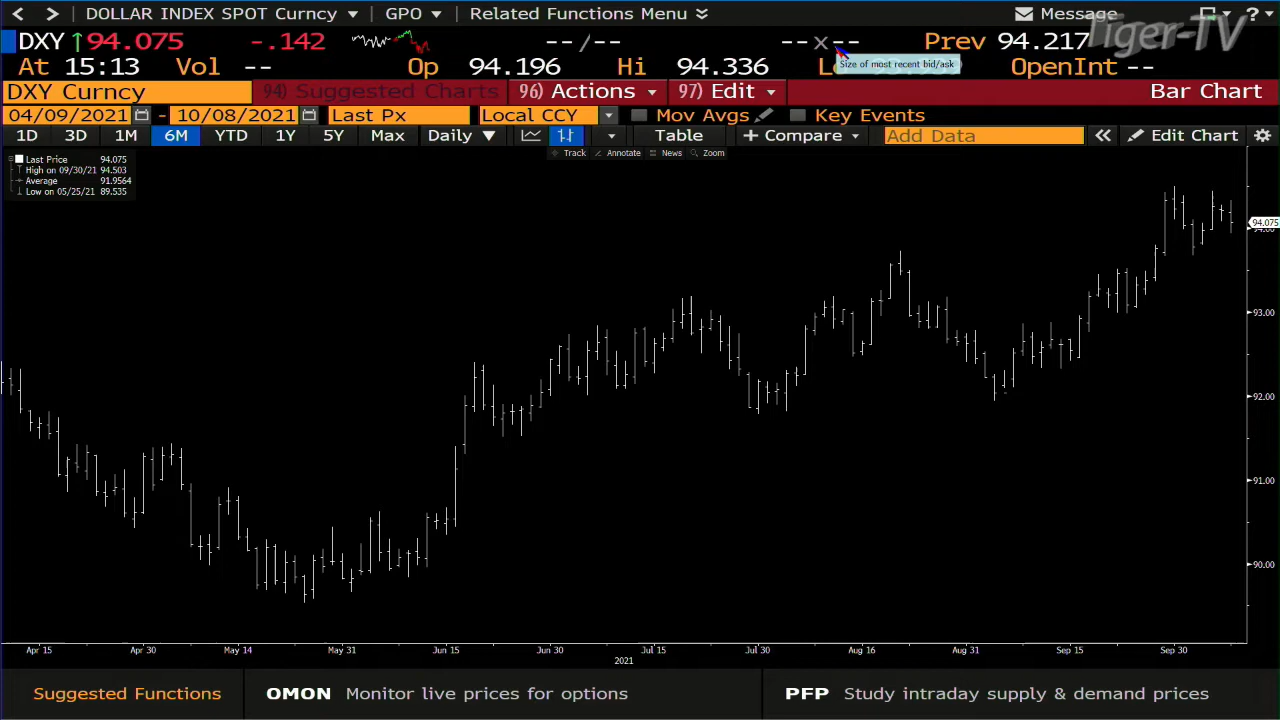 DOLLAR INDEX SPOT Curncy GPO Related Functions Menu Message ?
Tiger-TV
DXY 94.075 -.142 --/-- --x-- Prev 94.217
Size of most recent bid/ask
At 15:13 Vol -- Op 94.196 Hi 94.336 OpenInt --
DXY Curncy 94) Suggested Charts 96) Actions 97) Edit Bar Chart
04/09/2021 - 10/08/2021 Last Px Local CCY Mov Avgs Key Events
1D 3D 1M 6M YTD 1Y 5Y Max Daily Table + Compare Add Data « Edit Chart
Track Annotate News Zoom
Last Price 94.075
High on 09/30/21 94.503
Average 91.9564
Low on 05/25/21 89.535
94.075
94.00
93.00
92.00
91.00
90.00
Apr 15 Apr 30 May 14 May 31 Jun 15 Jun 30 Jul 15 Jul 30 Aug 16 Aug 31 Sep 15 Sep 30
2021
Suggested Functions OMON Monitor live prices for options PFP Study intraday supply & demand prices